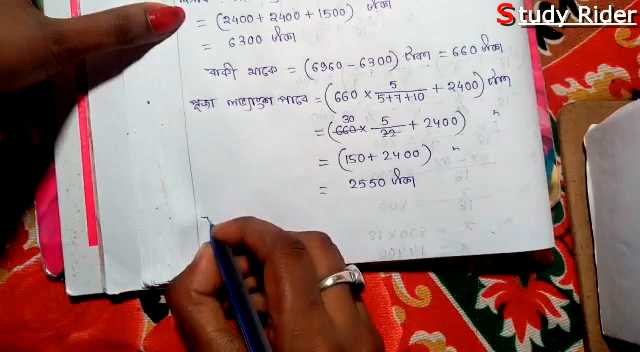 Study Rider
= (2400 + 2400 + 1500) টাকা
= 6300 টাকা
বাকী থাকে = (6960 - 6300) টাকা = 660 টাকা
পূজা লভ্যাংশ পাবে = (660 × 5/5+7+10 + 2400) টাকা
= (30 660 × 5/22 + 2400) "
= (150 + 2400) "
= 2550 টাকা